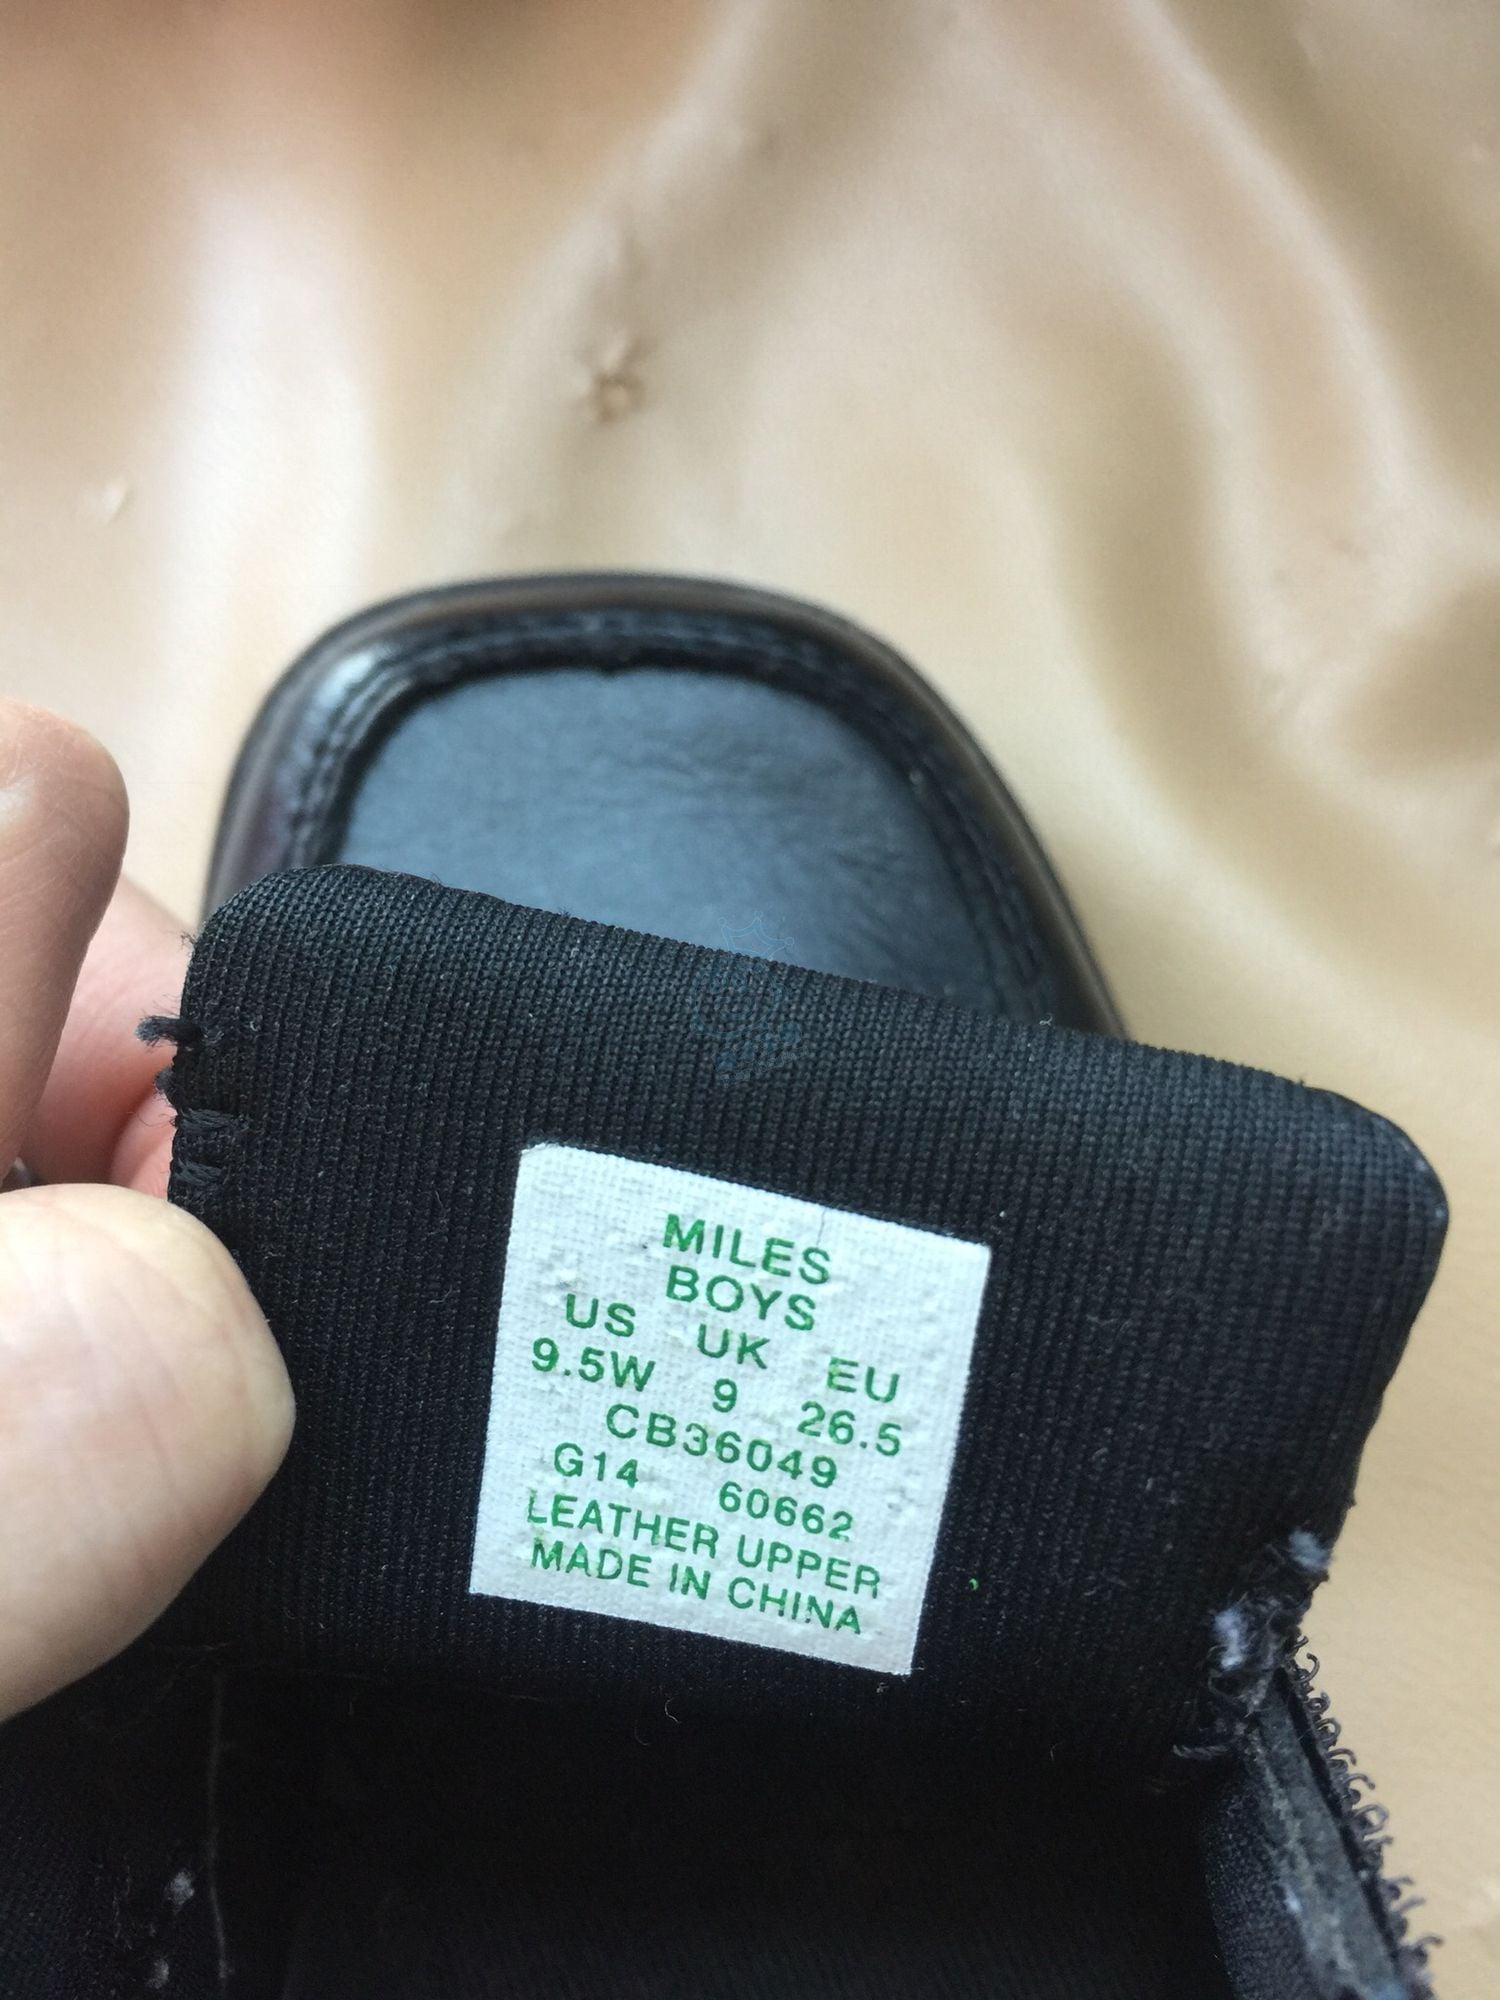 MILES
BOYS
US UK EU
9.5W 9 26.5
CB36049
G14 60662
LEATHER UPPER
MADE IN CHINA